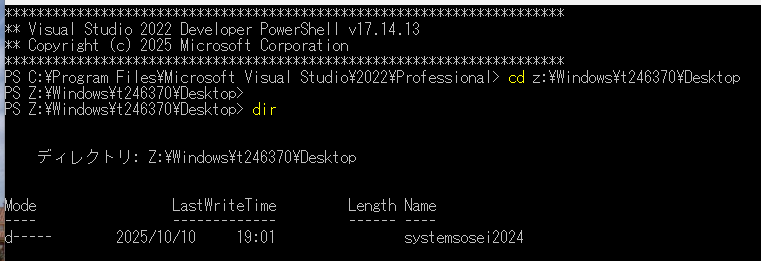 **********************************************************************
** Visual Studio 2022 Developer PowerShell v17.14.13
** Copyright (c) 2025 Microsoft Corporation
**********************************************************************
PS C:¥Program Files¥Microsoft Visual Studio¥2022¥Professional> cd z:¥Windows¥t246370¥Desktop
PS Z:¥Windows¥t246370¥Desktop>
PS Z:¥Windows¥t246370¥Desktop> dir
ディレクトリ: Z:¥Windows¥t246370¥Desktop
Mode LastWriteTime Length Name
---- ------------- ------ ----
d----- 2025/10/10 19:01 systemsosei2024